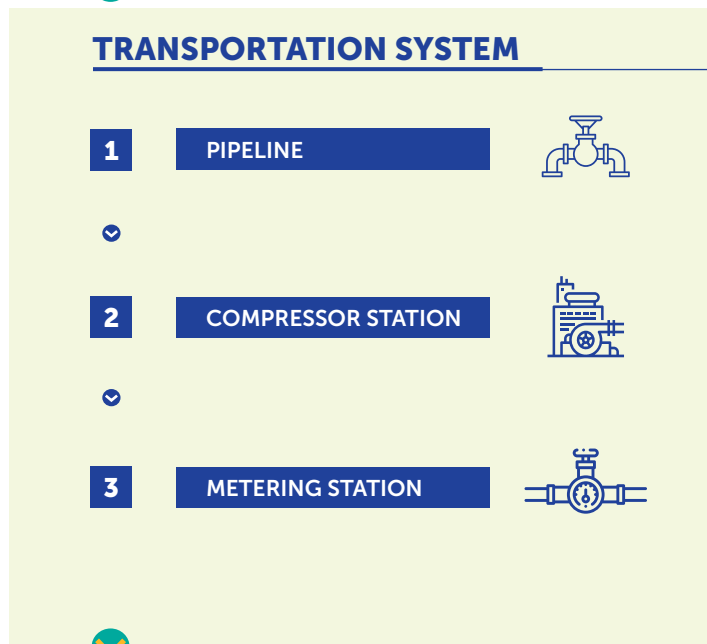 TRANSPORTATION SYSTEM
1 PIPELINE
2 COMPRESSOR STATION
3 METERING STATION